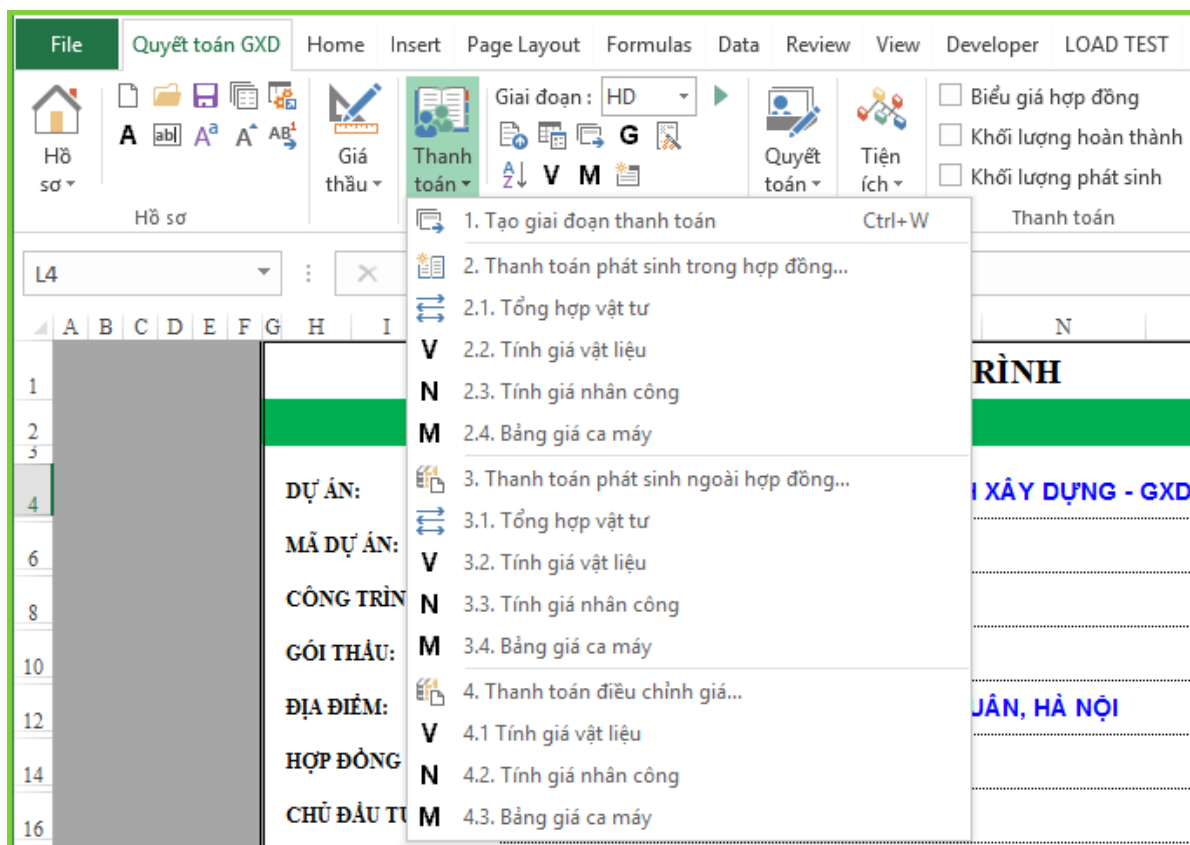 File Quyết toán GXD Home Insert Page Layout Formulas Data Review View Developer LOAD TEST
Giai đoạn : HD
Biểu giá hợp đồng
A abl Aa A AB1
G
Khối lượng hoàn thành
Hồ sơ
Giá thầu
Thanh toán
A Z V M
Quyết toán
Tiện ích
Khối lượng phát sinh
Hồ sơ
Thanh toán
1. Tạo giai đoạn thanh toán Ctrl+W
2. Thanh toán phát sinh trong hợp đồng...
2.1. Tổng hợp vật tư
V 2.2. Tính giá vật liệu
N 2.3. Tính giá nhân công
M 2.4. Bảng giá ca máy
3. Thanh toán phát sinh ngoài hợp đồng...
3.1. Tổng hợp vật tư
V 3.2. Tính giá vật liệu
N 3.3. Tính giá nhân công
M 3.4. Bảng giá ca máy
4. Thanh toán điều chỉnh giá...
V 4.1 Tính giá vật liệu
N 4.2. Tính giá nhân công
M 4.3. Bảng giá ca máy
L4
A B C D E F G H I N
1 RÌNH
2
3
4 DỰ ÁN: XÂY DỰNG - GXD
6 MÃ DỰ ÁN:
8 CÔNG TRÌN
10 GÓI THẦU:
12 ĐỊA ĐIỂM: UÂN, HÀ NỘI
14 HỢP ĐỒNG
16 CHỦ ĐẦU TƯ